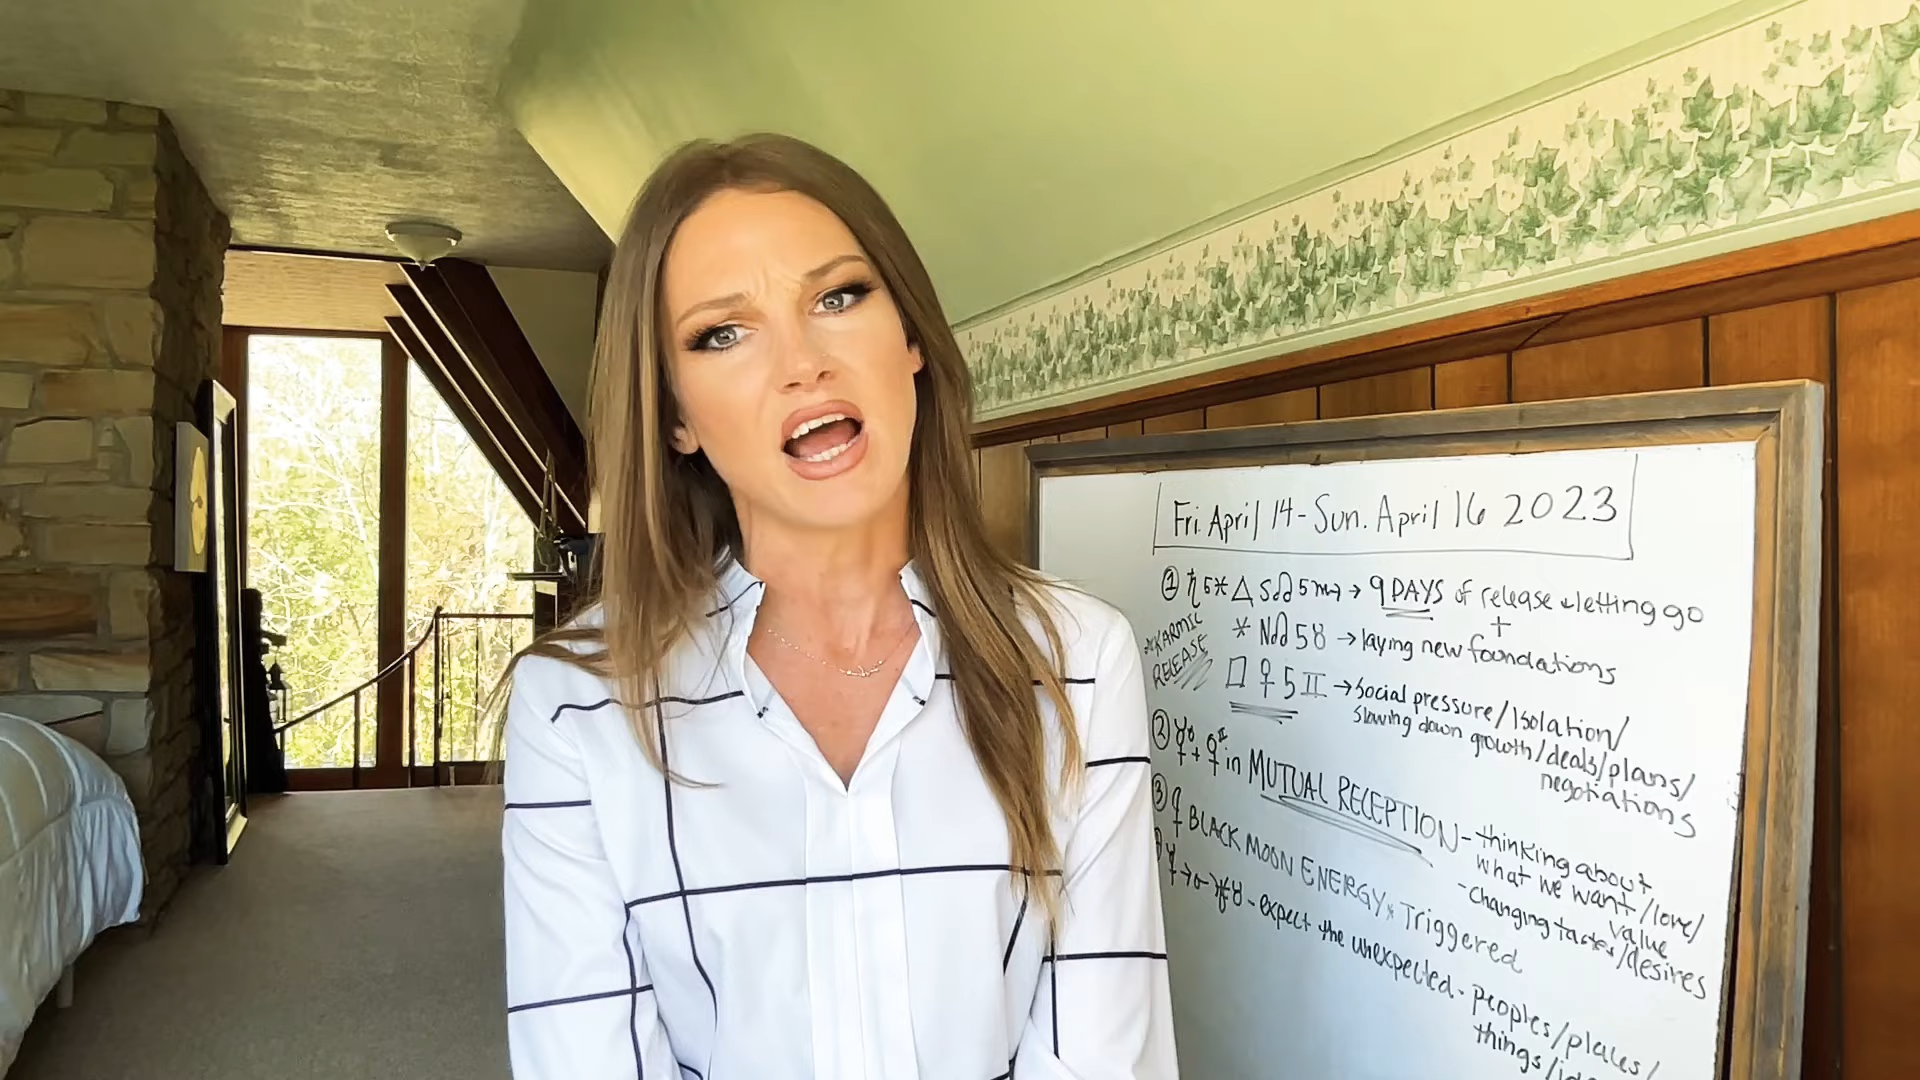 Fri. April 14 - Sun. April 16 2023
① ♄ 5° ⚹ △ S☊ 5 ♏ → 9 DAYS of release + letting go
+
*KARMIC RELEASE
⚹ N☊ 5 ♉ → laying new foundations
□ ♀ 5 ♊ → Social pressure/Isolation/
slowing down growth/deals/plans/
negotiations
② ☿♉ + ♀♊ in MUTUAL RECEPTION - thinking about
what we want/love/
value
- changing tastes/desires
③ ♀ BLACK MOON ENERGY * Triggered
☿ → ☌ ♅ ♉ - expect the unexpected - peoples/places/
things/